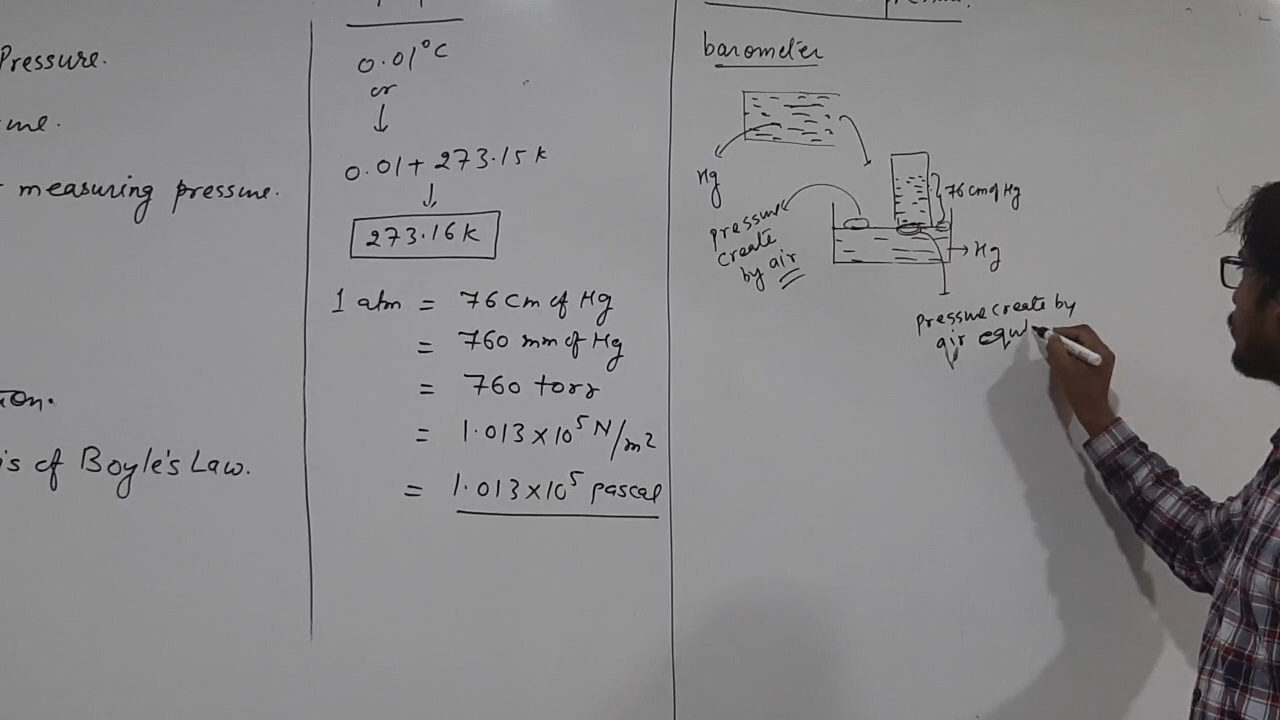 Pressure.
me.
measuring pressure.
on.
is of Boyle's Law.
0.01°C
or
0.01 + 273.15 k
273.16 k
1 atm = 76 cm of Hg
= 760 mm of Hg
= 760 torr
= 1.013 × 10⁵ N/m²
= 1.013 × 10⁵ pascal
barometer
Hg
76 cm of Hg
pressure
create
by air
Hg
Pressure create by
air equ